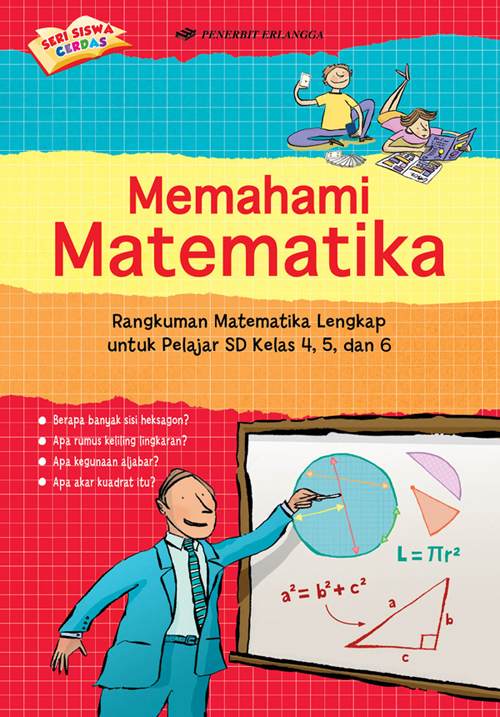 SERI SISWA
CERDAS
PENERBIT ERLANGGA
Memahami
Matematika
Rangkuman Matematika Lengkap
untuk Pelajar SD Kelas 4, 5, dan 6
• Berapa banyak sisi heksagon?
• Apa rumus keliling lingkaran?
• Apa kegunaan aljabar?
• Apa akar kuadrat itu?
L = πr²
a² = b² + c²
a
b
c